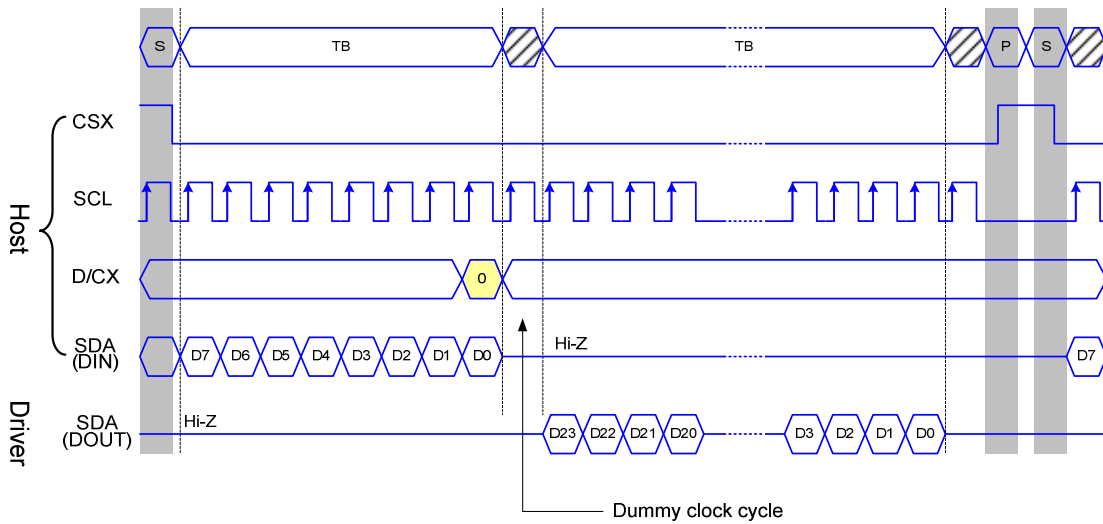 S TB TB P S
CSX
SCL
Host
D/CX 0
SDA
(DIN) D7 D6 D5 D4 D3 D2 D1 D0 Hi-Z D7
Driver
SDA
(DOUT) Hi-Z D23 D22 D21 D20 D3 D2 D1 D0
Dummy clock cycle